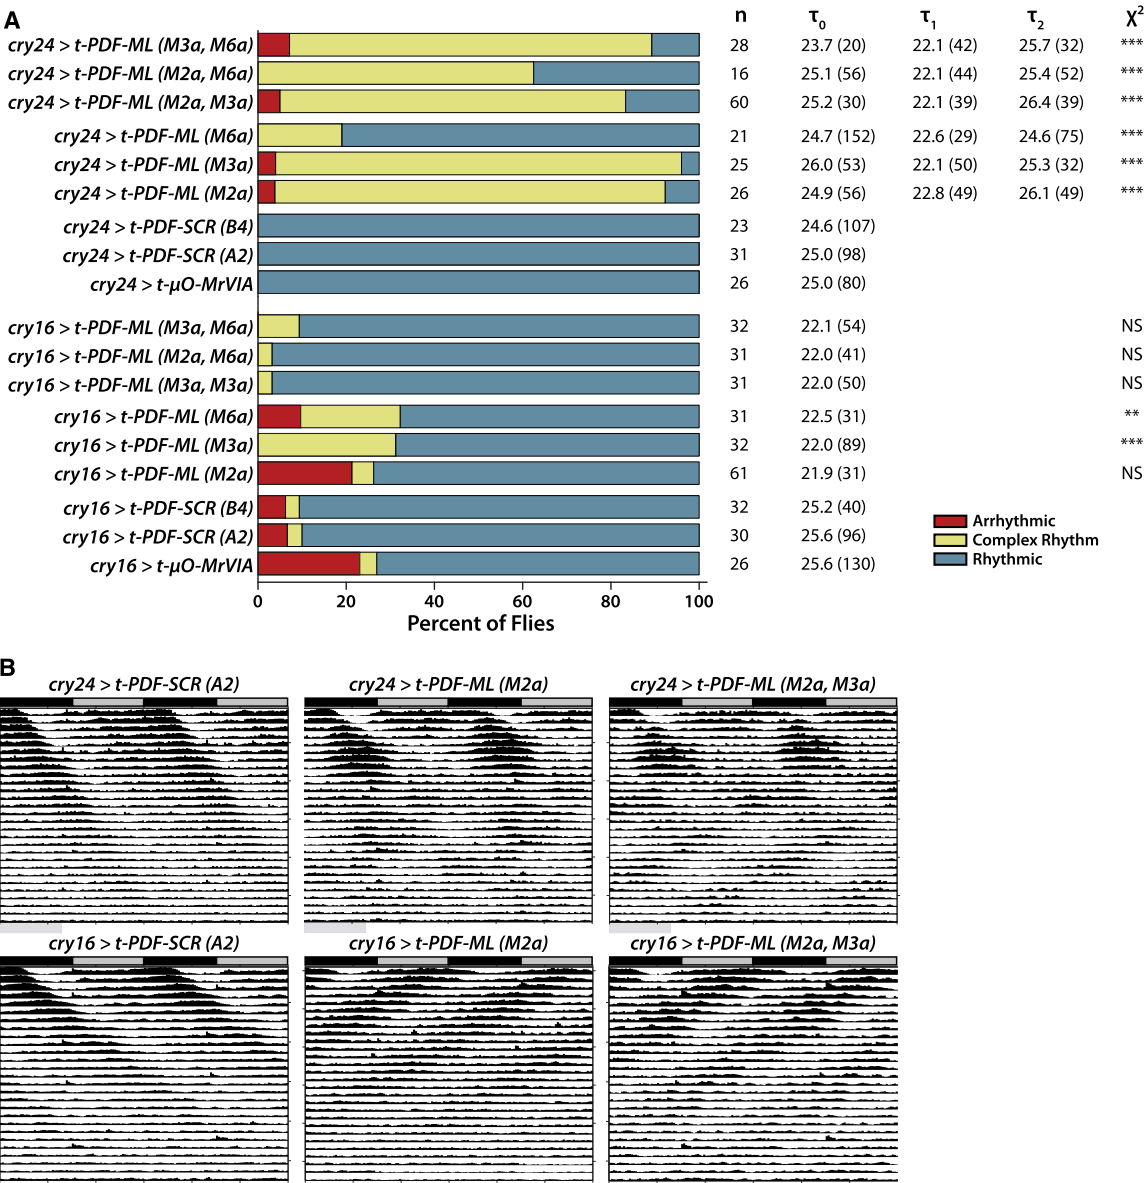 A
n τ0 τ1 τ2 χ2
cry24 > t-PDF-ML (M3a, M6a) 28 23.7 (20) 22.1 (42) 25.7 (32) ***
cry24 > t-PDF-ML (M2a, M6a) 16 25.1 (56) 22.1 (44) 25.4 (52) ***
cry24 > t-PDF-ML (M2a, M3a) 60 25.2 (30) 22.1 (39) 26.4 (39) ***
cry24 > t-PDF-ML (M6a) 21 24.7 (152) 22.6 (29) 24.6 (75) ***
cry24 > t-PDF-ML (M3a) 25 26.0 (53) 22.1 (50) 25.3 (32) ***
cry24 > t-PDF-ML (M2a) 26 24.9 (56) 22.8 (49) 26.1 (49) ***
cry24 > t-PDF-SCR (B4) 23 24.6 (107)
cry24 > t-PDF-SCR (A2) 31 25.0 (98)
cry24 > t-μO-MrVIA 26 25.0 (80)
cry16 > t-PDF-ML (M3a, M6a) 32 22.1 (54) NS
cry16 > t-PDF-ML (M2a, M6a) 31 22.0 (41) NS
cry16 > t-PDF-ML (M3a, M3a) 31 22.0 (50) NS
cry16 > t-PDF-ML (M6a) 31 22.5 (31) **
cry16 > t-PDF-ML (M3a) 32 22.0 (89) ***
cry16 > t-PDF-ML (M2a) 61 21.9 (31) NS
cry16 > t-PDF-SCR (B4) 32 25.2 (40)
cry16 > t-PDF-SCR (A2) 30 25.6 (96)
cry16 > t-μO-MrVIA 26 25.6 (130)
Arrhythmic
Complex Rhythm
Rhythmic
0 20 40 60 80 100
Percent of Flies
B
cry24 > t-PDF-SCR (A2) cry24 > t-PDF-ML (M2a) cry24 > t-PDF-ML (M2a, M3a)
cry16 > t-PDF-SCR (A2) cry16 > t-PDF-ML (M2a) cry16 > t-PDF-ML (M2a, M3a)